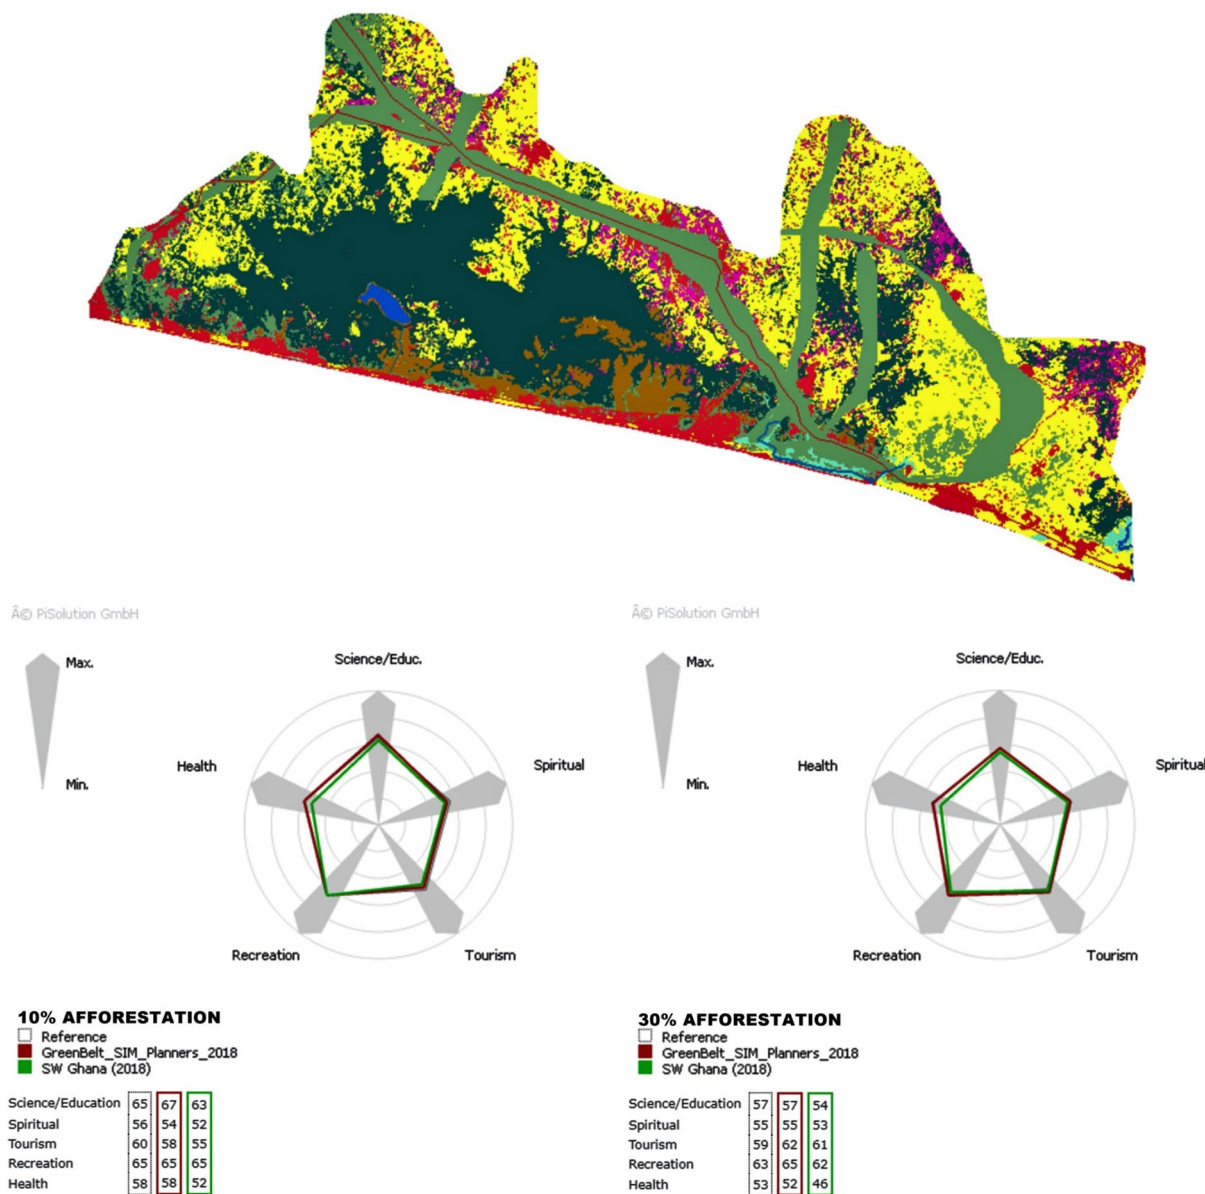 © PiSolution GmbH
© PiSolution GmbH
Max.
Min.
Science/Educ.
Health
Spiritual
Recreation
Tourism
Max.
Min.
Science/Educ.
Health
Spiritual
Recreation
Tourism
10% AFFORESTATION
Reference
GreenBelt_SIM_Planners_2018
SW Ghana (2018)
Science/Education 65 67 63
Spiritual 56 54 52
Tourism 60 58 55
Recreation 65 65 65
Health 58 58 52
30% AFFORESTATION
Reference
GreenBelt_SIM_Planners_2018
SW Ghana (2018)
Science/Education 57 57 54
Spiritual 55 55 53
Tourism 59 62 61
Recreation 63 65 62
Health 53 52 46